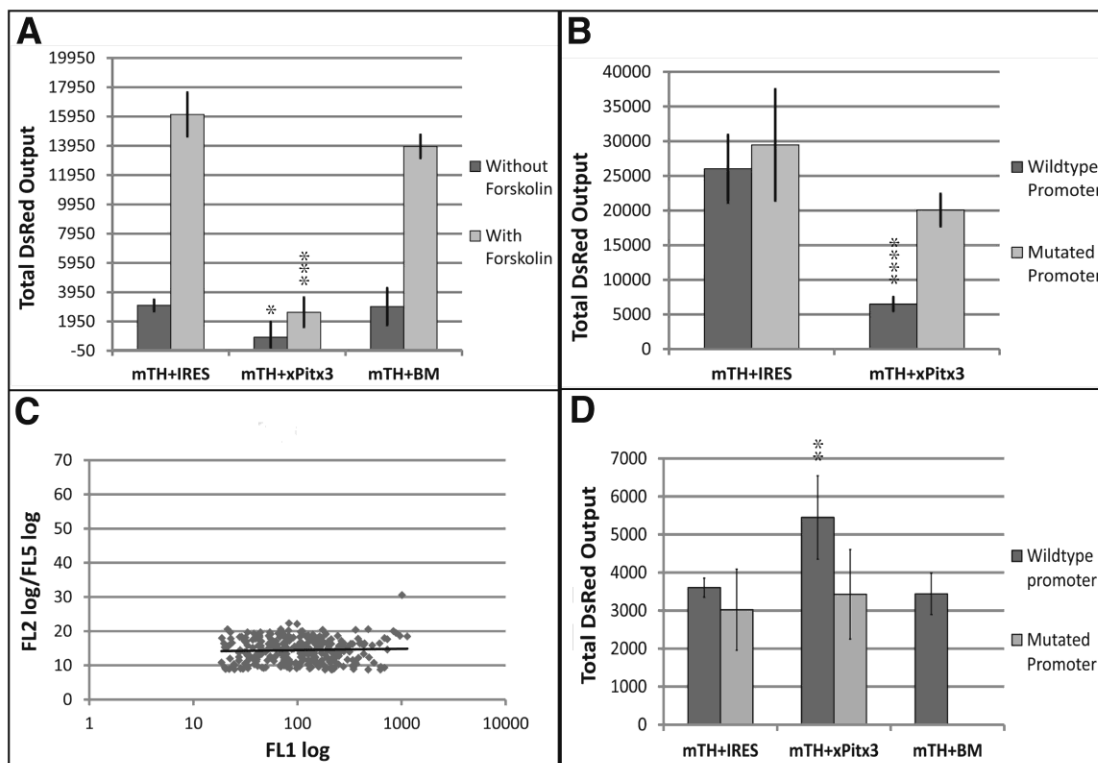 A
Total DsRed Output
19950
17950
15950
13950
11950
9950
7950
5950
3950
1950
-50
*
***
mTH+IRES
mTH+xPitx3
mTH+BM
Without
Forskolin
With
Forskolin
B
Total DsRed Output
40000
35000
30000
25000
20000
15000
10000
5000
0
****
mTH+IRES
mTH+xPitx3
Wildtype
Promoter
Mutated
Promoter
C
FL2 log/FL5 log
70
60
50
40
30
20
10
0
1
10
100
1000
10000
FL1 log
D
Total DsRed Output
7000
6000
5000
4000
3000
2000
1000
0
**
mTH+IRES
mTH+xPitx3
mTH+BM
Wildtype
promoter
Mutated
Promoter